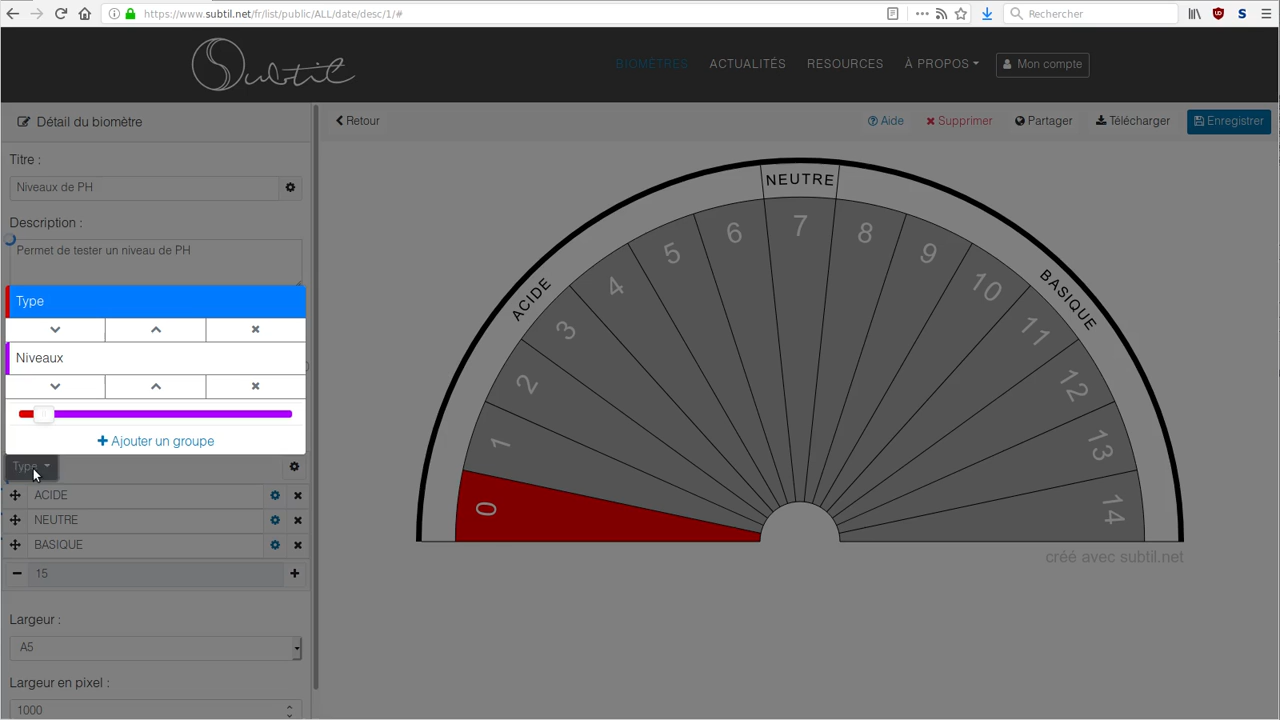 https://www.subtil.net/fr/list/public/ALL/date/desc/1/#
Rechercher
Subtil
BIOMÈTRES
ACTUALITÉS
RESOURCES
À PROPOS
Mon compte
Détail du biomètre
Retour
Aide
Supprimer
Partager
Télécharger
Enregistrer
Titre :
Niveaux de PH
Description :
Permet de tester un niveau de PH
Type
Niveaux
Ajouter un groupe
Type
ACIDE
NEUTRE
BASIQUE
15
Largeur :
A5
Largeur en pixel :
1000
ACIDE
NEUTRE
BASIQUE
0
1
2
3
4
5
6
7
8
9
10
11
12
13
14
créé avec subtil.net